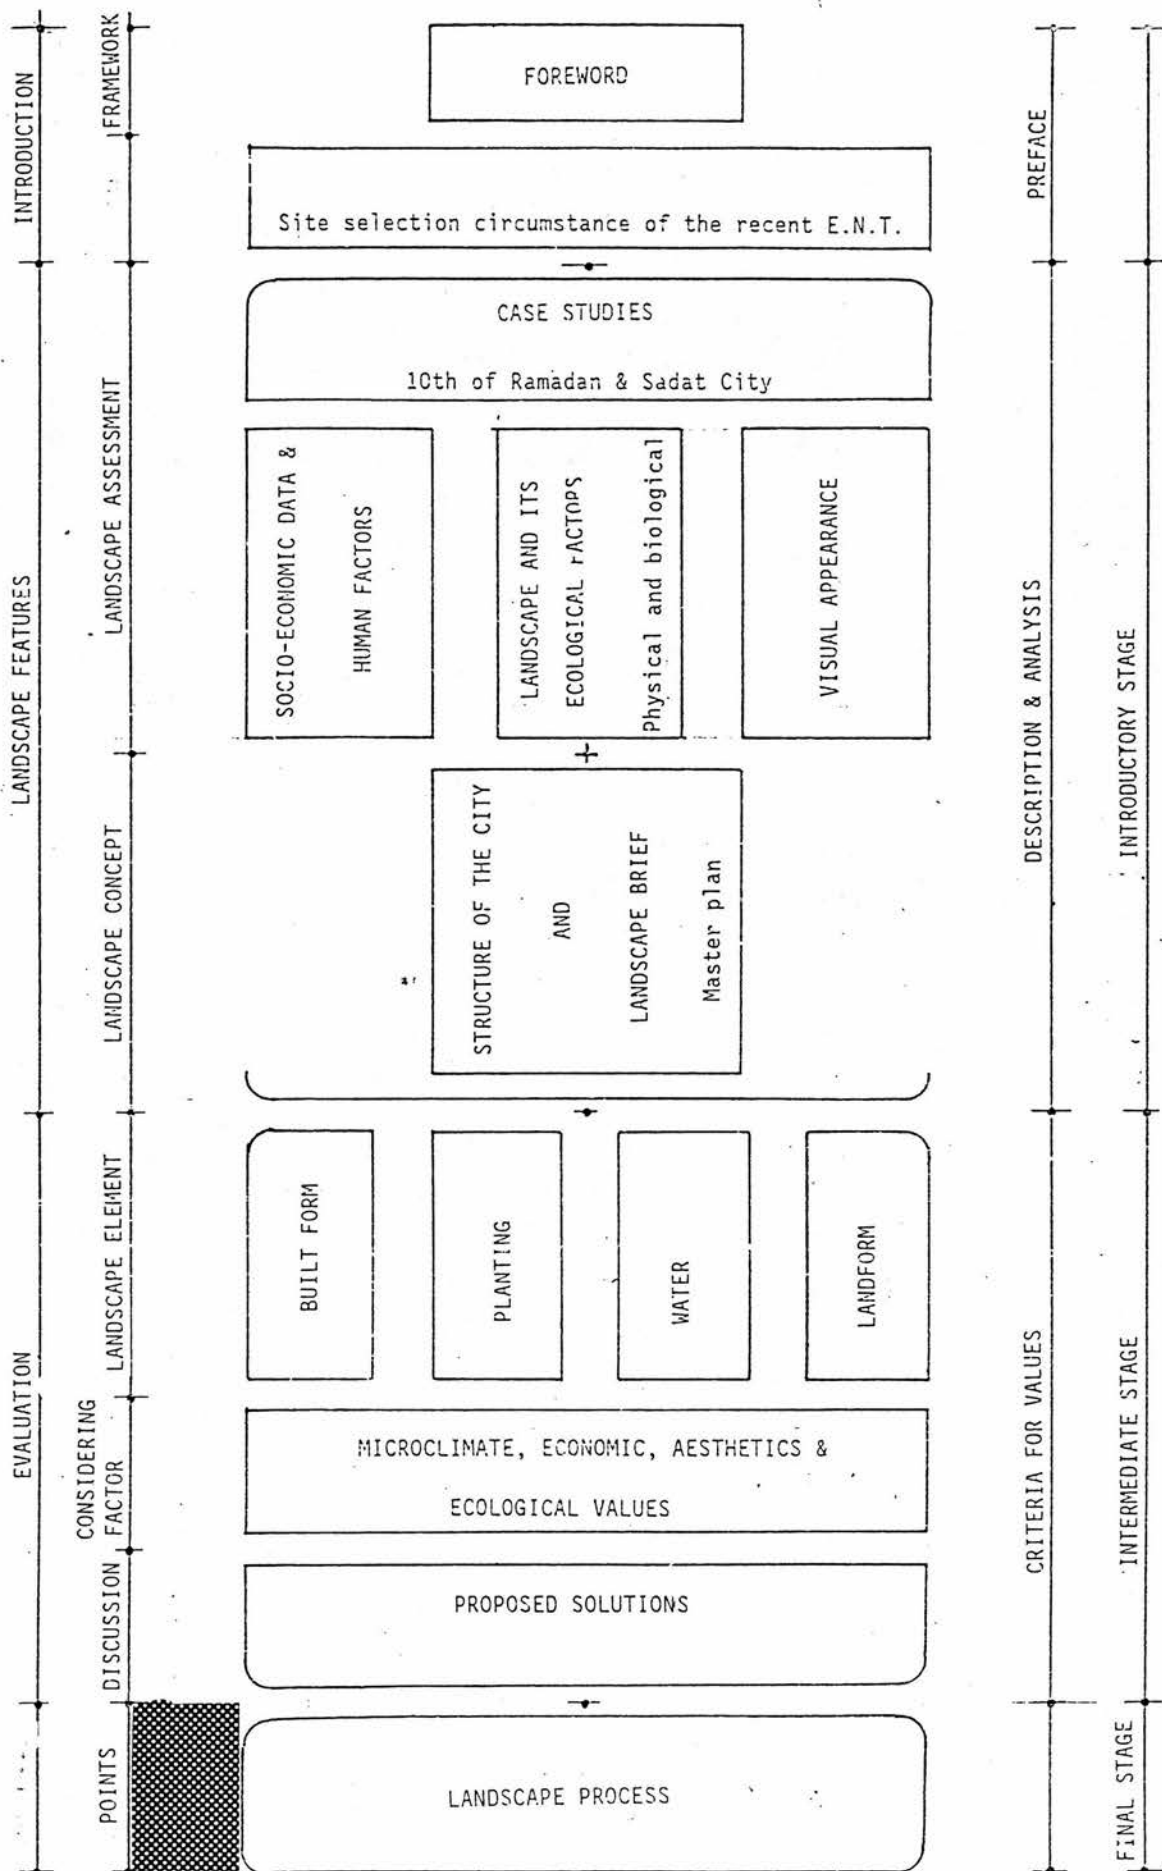 INTRODUCTION
FRAMEWORK
FOREWORD
PREFACE
Site selection circumstance of the recent E.N.T.
LANDSCAPE FEATURES
LANDSCAPE ASSESSMENT
CASE STUDIES
10th of Ramadan & Sadat City
SOCIO-ECONOMIC DATA &
HUMAN FACTORS
LANDSCAPE AND ITS
ECOLOGICAL FACTORS
Physical and biological
VISUAL APPEARANCE
DESCRIPTION & ANALYSIS
INTRODUCTORY STAGE
LANDSCAPE CONCEPT
STRUCTURE OF THE CITY
AND
LANDSCAPE BRIEF
Master plan
EVALUATION
LANDSCAPE ELEMENT
BUILT FORM
PLANTING
WATER
LANDFORM
CRITERIA FOR VALUES
INTERMEDIATE STAGE
CONSIDERING
FACTOR
MICROCLIMATE, ECONOMIC, AESTHETICS &
ECOLOGICAL VALUES
DISCUSSION
PROPOSED SOLUTIONS
POINTS
LANDSCAPE PROCESS
FINAL STAGE